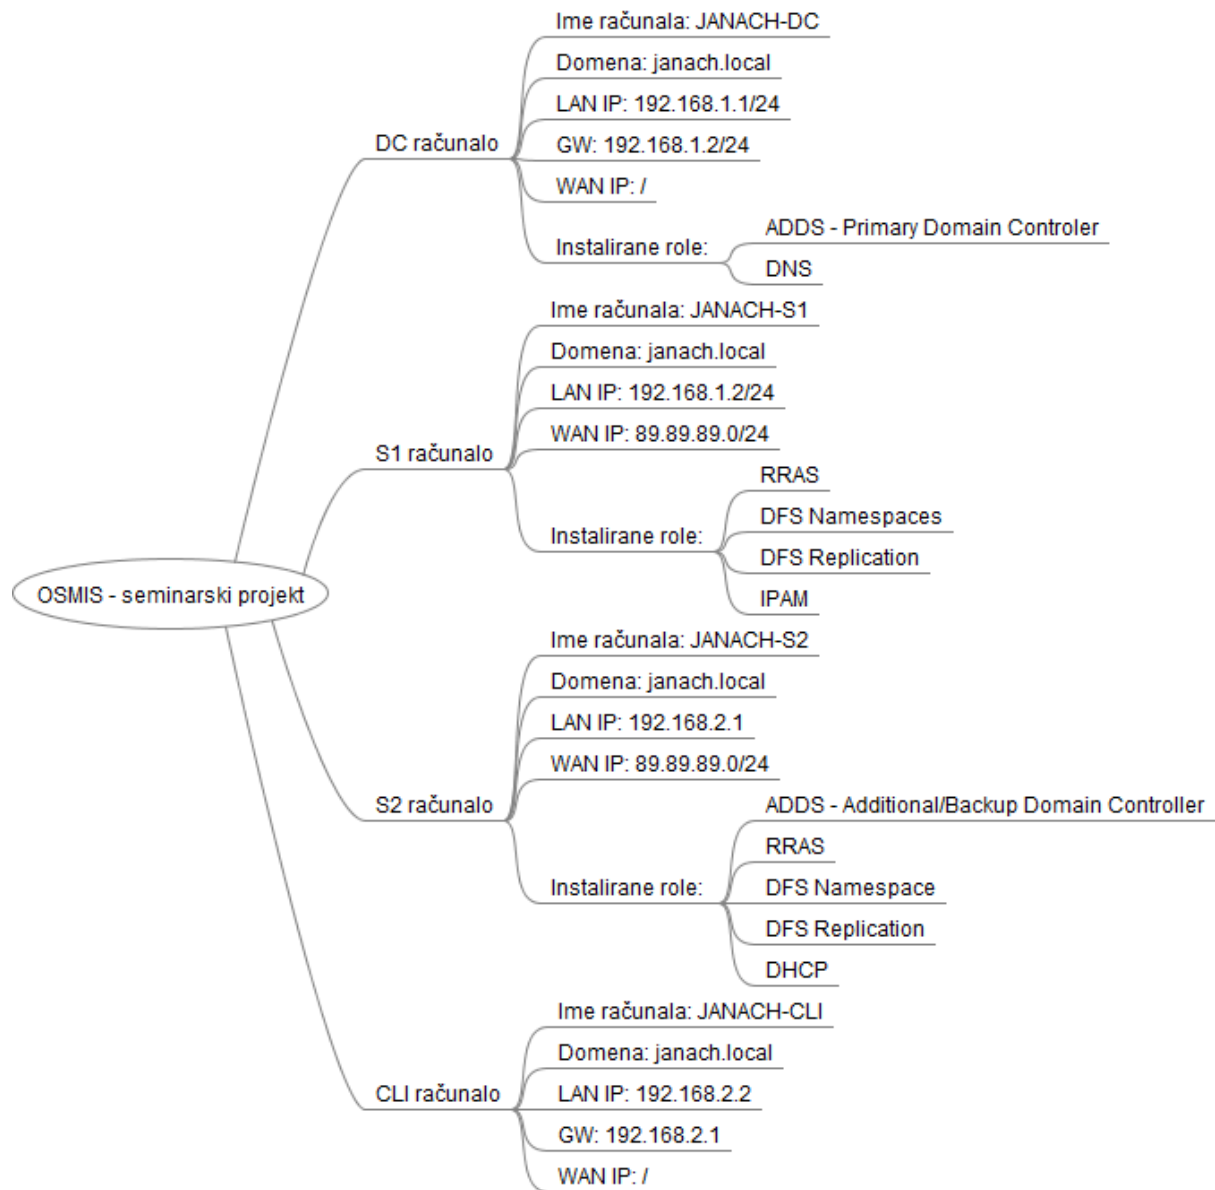 OSMIS - seminarski projekt
DC računalo
Ime računala: JANACH-DC
Domena: janach.local
LAN IP: 192.168.1.1/24
GW: 192.168.1.2/24
WAN IP: /
Instalirane role:
ADDS - Primary Domain Controler
DNS
S1 računalo
Ime računala: JANACH-S1
Domena: janach.local
LAN IP: 192.168.1.2/24
WAN IP: 89.89.89.0/24
Instalirane role:
RRAS
DFS Namespaces
DFS Replication
IPAM
S2 računalo
Ime računala: JANACH-S2
Domena: janach.local
LAN IP: 192.168.2.1
WAN IP: 89.89.89.0/24
Instalirane role:
ADDS - Additional/Backup Domain Controller
RRAS
DFS Namespace
DFS Replication
DHCP
CLI računalo
Ime računala: JANACH-CLI
Domena: janach.local
LAN IP: 192.168.2.2
GW: 192.168.2.1
WAN IP: /